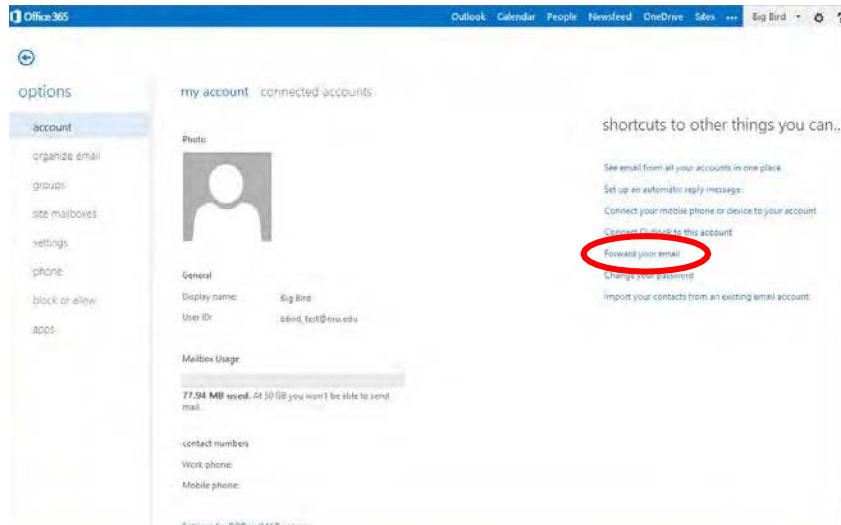 Office 365
Outlook Calendar People Newsfeed OneDrive Sites ••• Big Bird ?
options
my account connected accounts
account
organize email
groups
site mailboxes
settings
phone
block or allow
apps
Photo:
General
Display name: Big Bird
User ID:
Mailbox Usage
77.94 MB used. At 50 GB you won't be able to send
mail.
contact numbers
Work phone:
Mobile phone:
shortcuts to other things you can...
See email from all your accounts in one place
Set up an automatic reply message
Connect your mobile phone or device to your account
Connect Outlook to this account
Forward your email
Change your password
Import your contacts from an existing email account